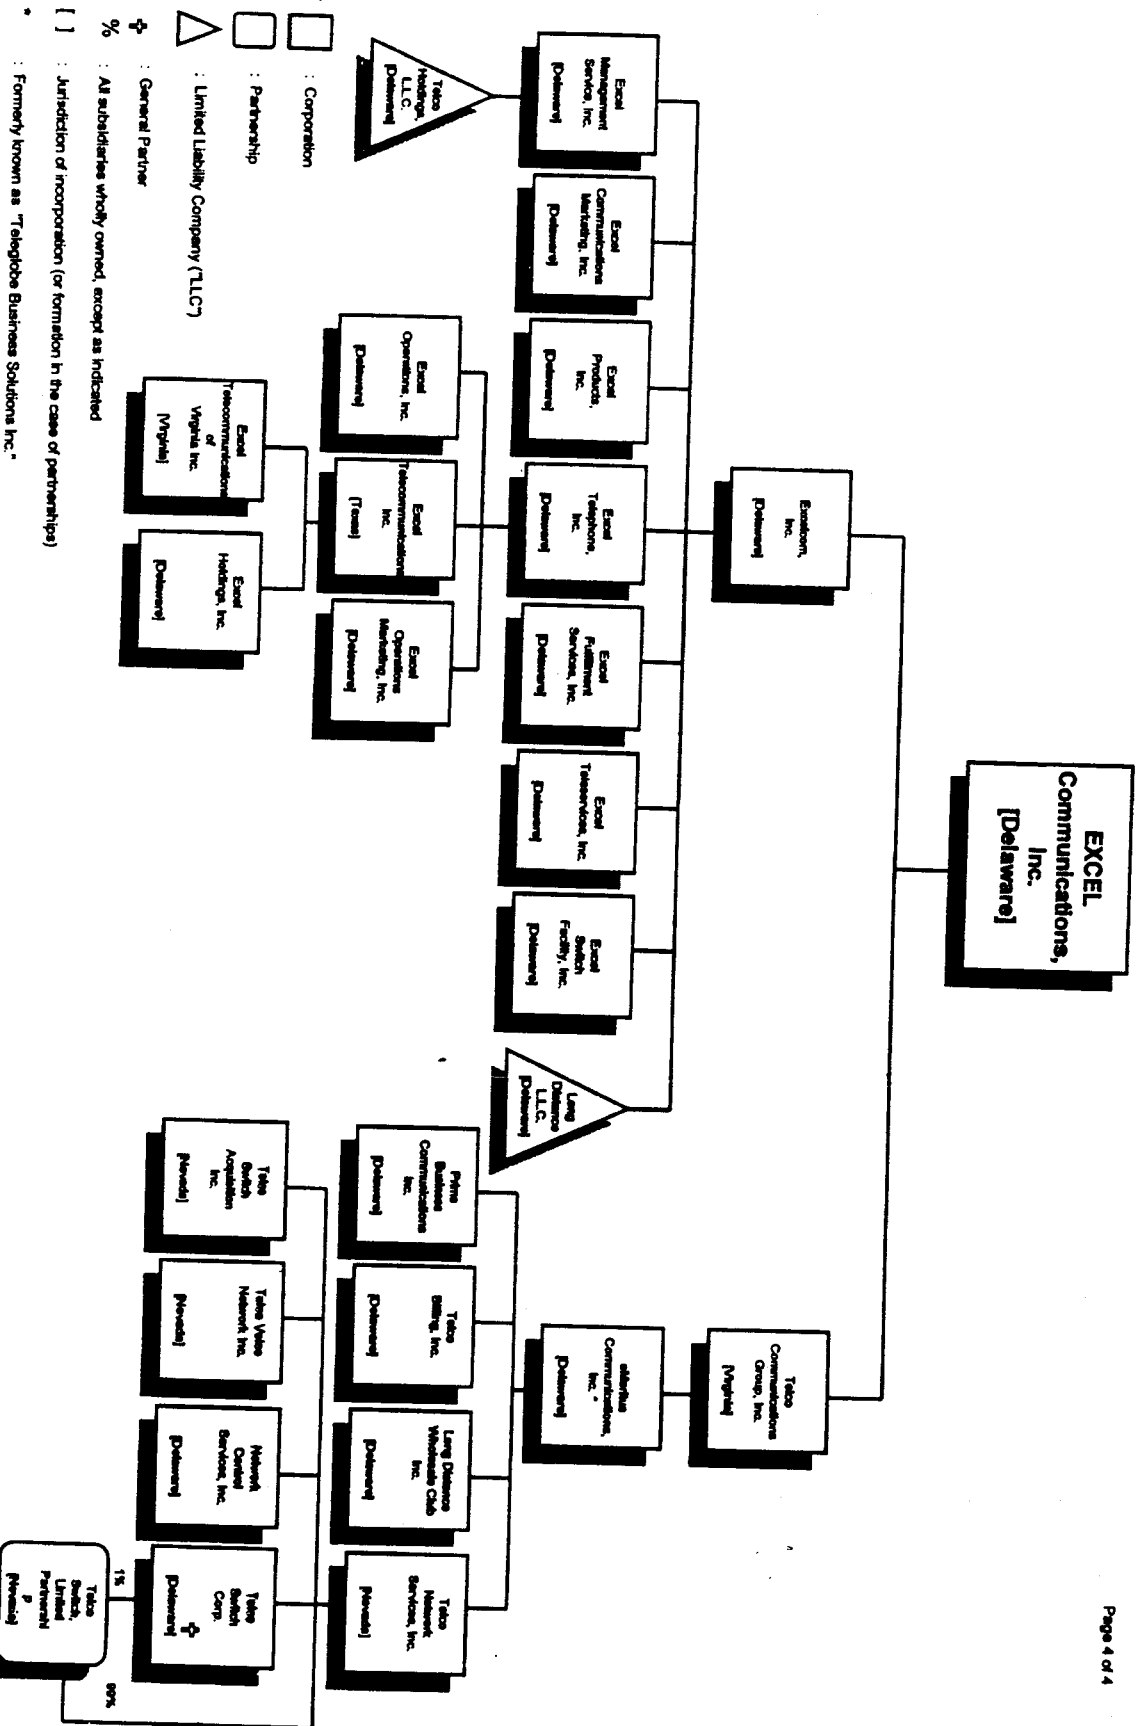 Page 4 of 4
EXCEL
Communications,
Inc.
[Delaware]
Excelcom,
Inc.
[Delaware]
Telco
Communications
Group, Inc.
[Virginia]
Excel
Management
Service, Inc.
[Delaware]
Excel
Communications
Marketing, Inc.
[Delaware]
Excel
Products,
Inc.
[Delaware]
Excel
Telephone,
Inc.
[Delaware]
Excel
Fulfillment
Services, Inc.
[Delaware]
Excel
Teleservices, Inc.
[Delaware]
Excel
Switch
Facility, Inc.
[Delaware]
Long
Distance
L.L.C.
[Delaware]
eMeritus
Communications,
Inc. *
[Delaware]
Telco
Holdings,
L.L.C.
[Delaware]
Excel
Operations, Inc.
[Delaware]
Excel
Telecommunications
Inc.
(Texas)
Excel
Operations
Marketing, Inc.
[Delaware]
Prime
Business
Communications
Inc.
[Delaware]
Telco
Billing, Inc.
[Delaware]
Long Distance
Wholesale Club
Inc.
[Delaware]
Telco
Network
Services, Inc.
[Nevada]
Excel
Telecommunications
of
Virginia Inc.
[Virginia]
Excel
Holdings, Inc.
[Delaware]
Telco
Switch
Acquisition
Inc.
[Nevada]
Telco Voice
Network Inc.
[Nevada]
Network
Control
Services, Inc.
[Delaware]
Telco
Switch
Corp.
[Delaware]
1%
99%
Telco
Switch,
Limited
Partnershi
p
: Corporation
: Partnership
: Limited Liability Company ("LLC")
: General Partner
% : All subsidiaries wholly owned, except as indicated
[ ] : Jurisdiction of incorporation (or formation in the case of partnerships)
* : Formerly known as "Teleglobe Business Solutions Inc."